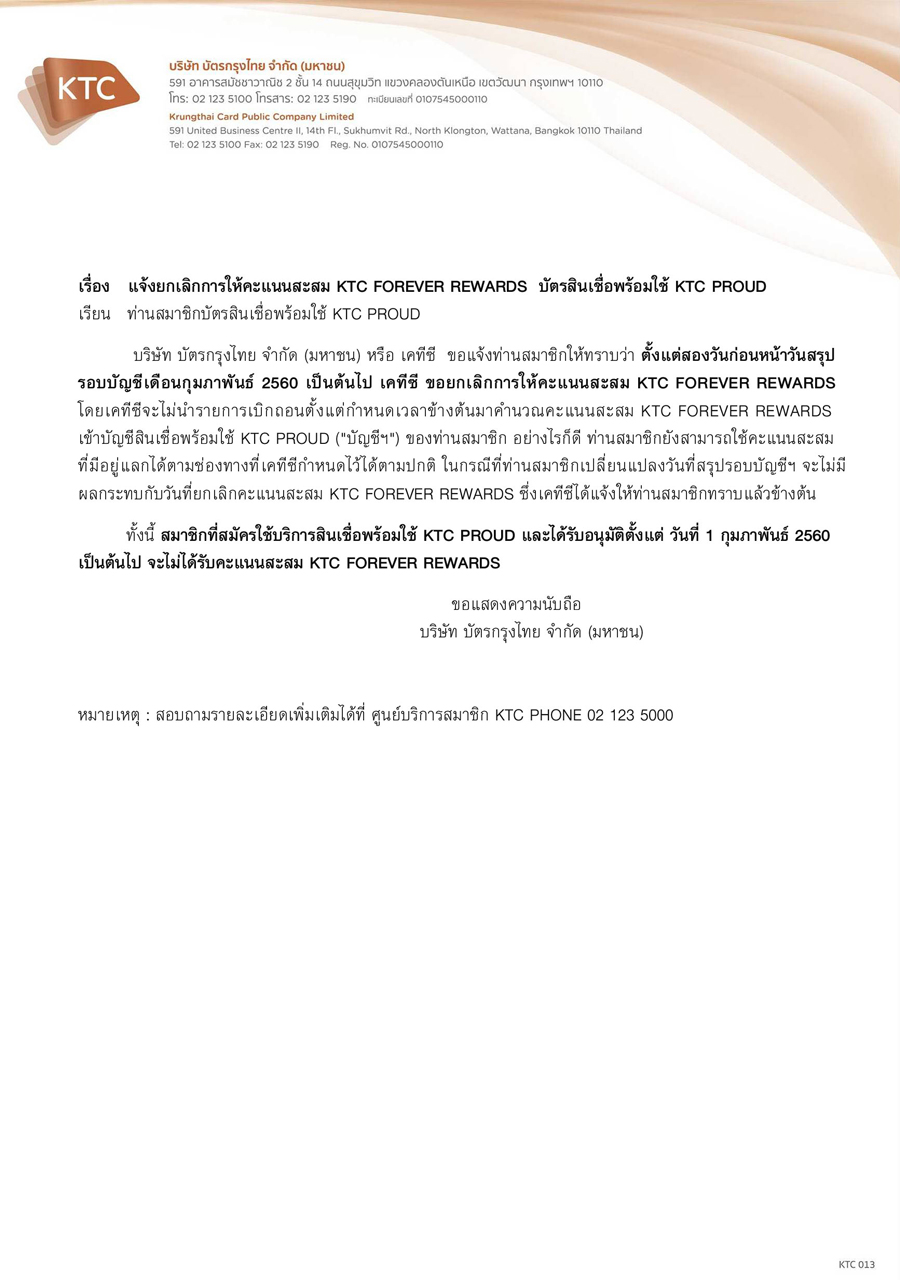 KTC
บริษัท บัตรกรุงไทย จำกัด (มหาชน)
591 อาคารสมัชชาวาณิช 2 ชั้น 14 ถนนสุขุมวิท แขวงคลองตันเหนือ เขตวัฒนา กรุงเทพฯ 10110
โทร: 02 123 5100 โทรสาร: 02 123 5190 ทะเบียนเลขที่ 0107545000110
Krungthai Card Public Company Limited
591 United Business Centre II, 14th Fl., Sukhumvit Rd., North Klongton, Wattana, Bangkok 10110 Thailand
Tel: 02 123 5100 Fax: 02 123 5190 Reg. No. 0107545000110
เรื่อง แจ้งยกเลิกการให้คะแนนสะสม KTC FOREVER REWARDS บัตรสินเชื่อพร้อมใช้ KTC PROUD
เรียน ท่านสมาชิกบัตรสินเชื่อพร้อมใช้ KTC PROUD
บริษัท บัตรกรุงไทย จำกัด (มหาชน) หรือ เคทีซี ขอแจ้งท่านสมาชิกให้ทราบว่า ตั้งแต่สองวันก่อนหน้าวันสรุป
รอบบัญชีเดือนกุมภาพันธ์ 2560 เป็นต้นไป เคทีซี ขอยกเลิกการให้คะแนนสะสม KTC FOREVER REWARDS
โดยเคทีซีจะไม่นำรายการเบิกถอนตั้งแต่กำหนดเวลาข้างต้นมาคำนวณคะแนนสะสม KTC FOREVER REWARDS
เข้าบัญชีสินเชื่อพร้อมใช้ KTC PROUD ("บัญชีฯ") ของท่านสมาชิก อย่างไรก็ดี ท่านสมาชิกยังสามารถใช้คะแนนสะสม
ที่มีอยู่แลกได้ตามช่องทางที่เคทีซีกำหนดไว้ได้ตามปกติ ในกรณีที่ท่านสมาชิกเปลี่ยนแปลงวันที่สรุปรอบบัญชีฯ จะไม่มี
ผลกระทบกับวันที่ยกเลิกคะแนนสะสม KTC FOREVER REWARDS ซึ่งเคทีซีได้แจ้งให้ท่านสมาชิกทราบแล้วข้างต้น
ทั้งนี้ สมาชิกที่สมัครใช้บริการสินเชื่อพร้อมใช้ KTC PROUD และได้รับอนุมัติตั้งแต่ วันที่ 1 กุมภาพันธ์ 2560
เป็นต้นไป จะไม่ได้รับคะแนนสะสม KTC FOREVER REWARDS
ขอแสดงความนับถือ
บริษัท บัตรกรุงไทย จำกัด (มหาชน)
หมายเหตุ : สอบถามรายละเอียดเพิ่มเติมได้ที่ ศูนย์บริการสมาชิก KTC PHONE 02 123 5000
KTC 013